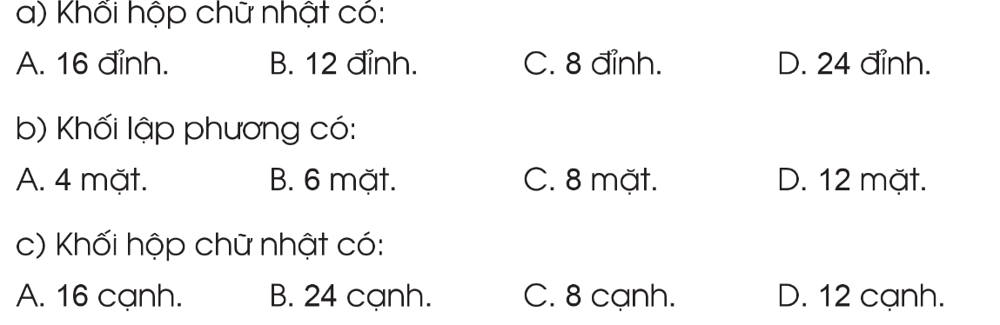 a) Khối hộp chữ nhật có:
A. 16 đỉnh. B. 12 đỉnh. C. 8 đỉnh. D. 24 đỉnh.
b) Khối lập phương có:
A. 4 mặt. B. 6 mặt. C. 8 mặt. D. 12 mặt.
c) Khối hộp chữ nhật có:
A. 16 cạnh. B. 24 cạnh. C. 8 cạnh. D. 12 cạnh.